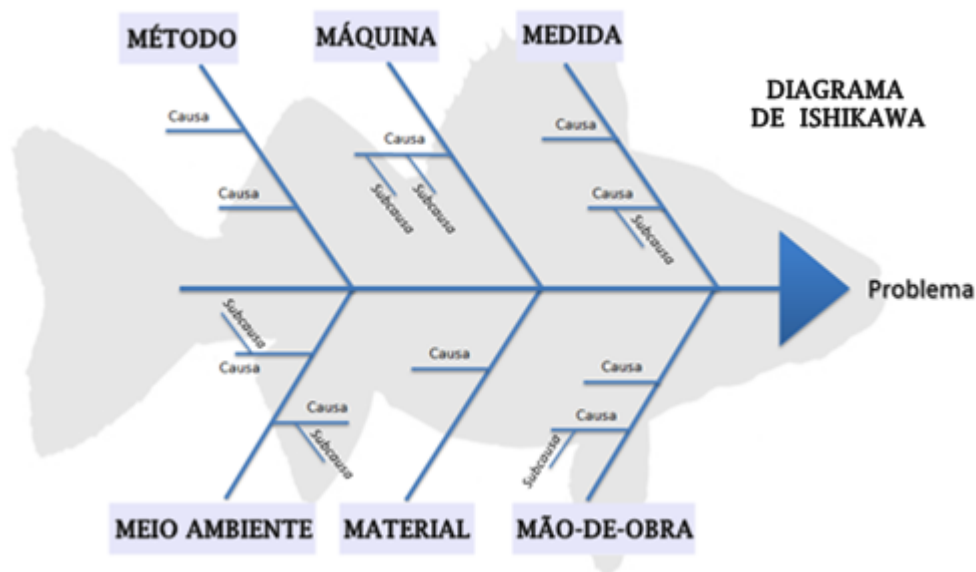 MÉTODO
MÁQUINA
MEDIDA
DIAGRAMA
DE ISHIKAWA
Causa
Causa
Causa
Subcausa
Subcausa
Causa
Causa
Subcausa
Problema
Subcausa
Causa
Causa
Subcausa
Causa
Causa
Causa
Subcausa
MEIO AMBIENTE
MATERIAL
MÃO-DE-OBRA